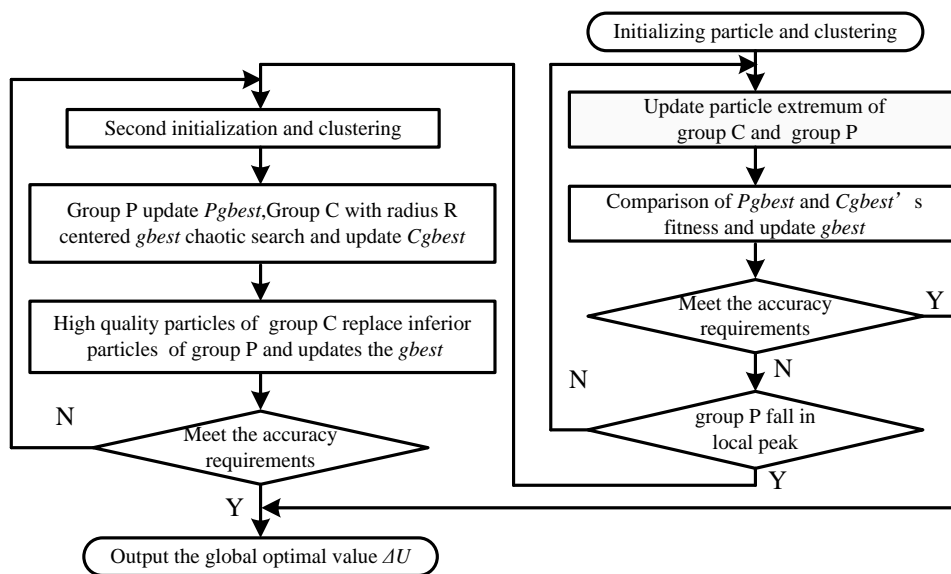 Initializing particle and clustering
Update particle extremum of
group C and group P
Comparison of Pgbest and Cgbest’ s
fitness and update gbest
Meet the accuracy
requirements
Y
N
group P fall in
local peak
N
Y
Second initialization and clustering
Group P update Pgbest,Group C with radius R
centered gbest chaotic search and update Cgbest
High quality particles of group C replace inferior
particles of group P and updates the gbest
Meet the accuracy
requirements
N
Y
Output the global optimal value ΔU